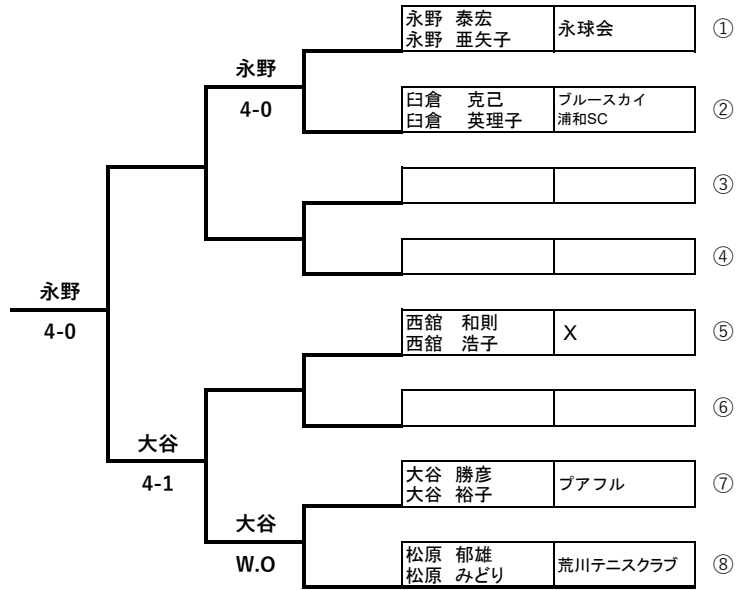 永野 泰宏
永野 亜矢子
永球会
①
永野
4-0
臼倉 克己
臼倉 英理子
ブルースカイ
浦和SC
②
③
④
永野
4-0
西舘 和則
西舘 浩子
X
⑤
⑥
大谷
4-1
大谷 勝彦
大谷 裕子
プアフル
⑦
大谷
W.O
松原 郁雄
松原 みどり
荒川テニスクラブ
⑧